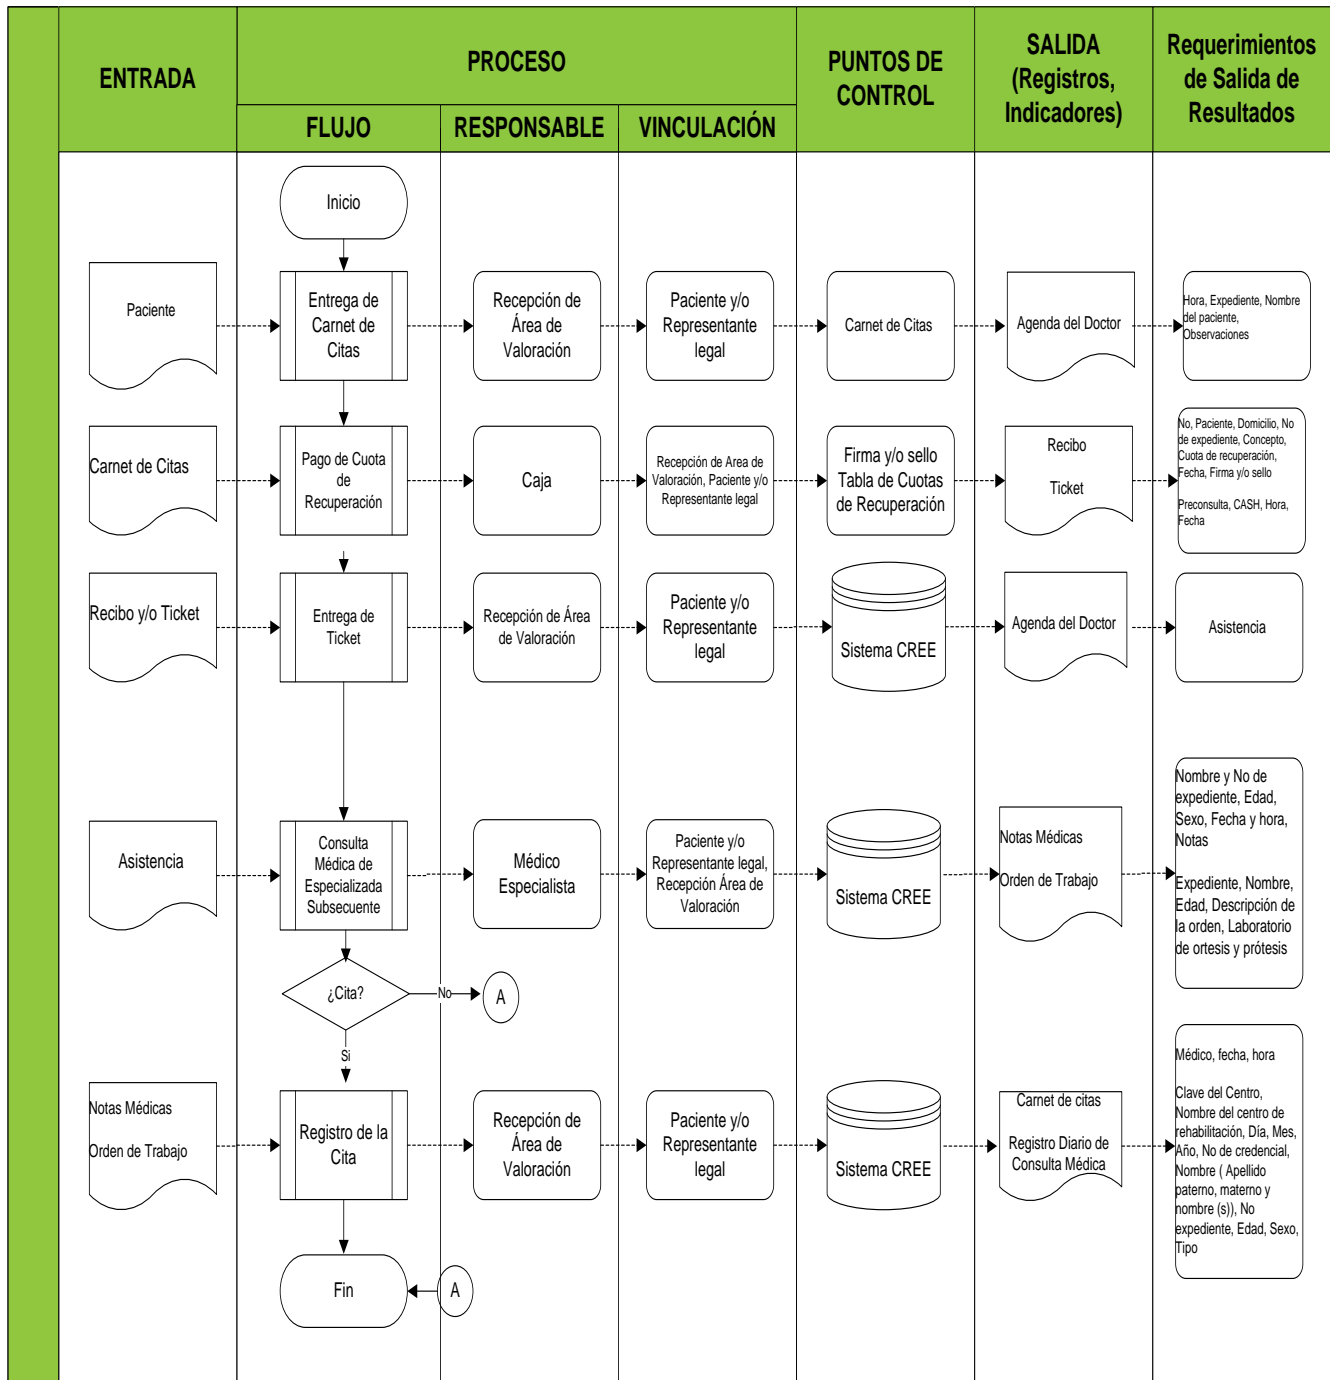 ENTRADA
PROCESO
PUNTOS DE
CONTROL
SALIDA
(Registros,
Indicadores)
Requerimientos
de Salida de
Resultados
FLUJO
RESPONSABLE
VINCULACIÓN
Inicio
Paciente
Entrega de
Carnet de
Citas
Recepción de
Área de
Valoración
Paciente y/o
Representante
legal
Carnet de Citas
Agenda del Doctor
Hora, Expediente, Nombre
del paciente,
Observaciones
Carnet de Citas
Pago de Cuota
de
Recuperación
Caja
Recepción de Area de
Valoración, Paciente y/o
Representante legal
Firma y/o sello
Tabla de Cuotas
de Recuperación
Recibo
Ticket
No, Paciente, Domicilio, No
de expediente, Concepto,
Cuota de recuperación,
Fecha, Firma y/o sello
Preconsulta, CASH, Hora,
Fecha
Recibo y/o Ticket
Entrega de
Ticket
Recepción de Área
de Valoración
Paciente y/o
Representante
legal
Sistema CREE
Agenda del Doctor
Asistencia
Asistencia
Consulta
Médica de
Especializada
Subsecuente
Médico
Especialista
Paciente y/o
Representante legal,
Recepción Área de
Valoración
Sistema CREE
Notas Médicas
Orden de Trabajo
Nombre y No de
expediente, Edad,
Sexo, Fecha y hora,
Notas
Expediente, Nombre,
Edad, Descripción de
la orden, Laboratorio
de ortesis y prótesis
¿Cita?
No
A
Si
Notas Médicas
Orden de Trabajo
Registro de la
Cita
Recepción de
Área de
Valoración
Paciente y/o
Representante
legal
Sistema CREE
Carnet de citas
Registro Diario de
Consulta Médica
Médico, fecha, hora
Clave del Centro,
Nombre del centro de
rehabilitación, Día, Mes,
Año, No de credencial,
Nombre ( Apellido
paterno, materno y
nombre (s)), No
expediente, Edad, Sexo,
Tipo
Fin
A